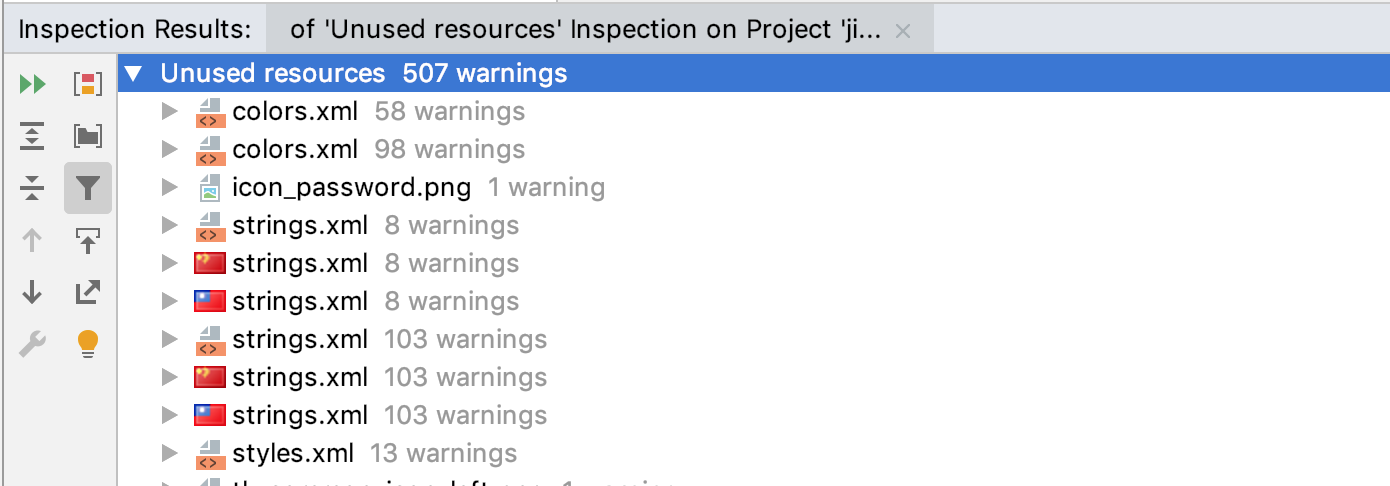 Inspection Results: of 'Unused resources' Inspection on Project 'ji...
Unused resources 507 warnings
colors.xml 58 warnings
colors.xml 98 warnings
icon_password.png 1 warning
strings.xml 8 warnings
strings.xml 8 warnings
strings.xml 8 warnings
strings.xml 103 warnings
strings.xml 103 warnings
strings.xml 103 warnings
styles.xml 13 warnings